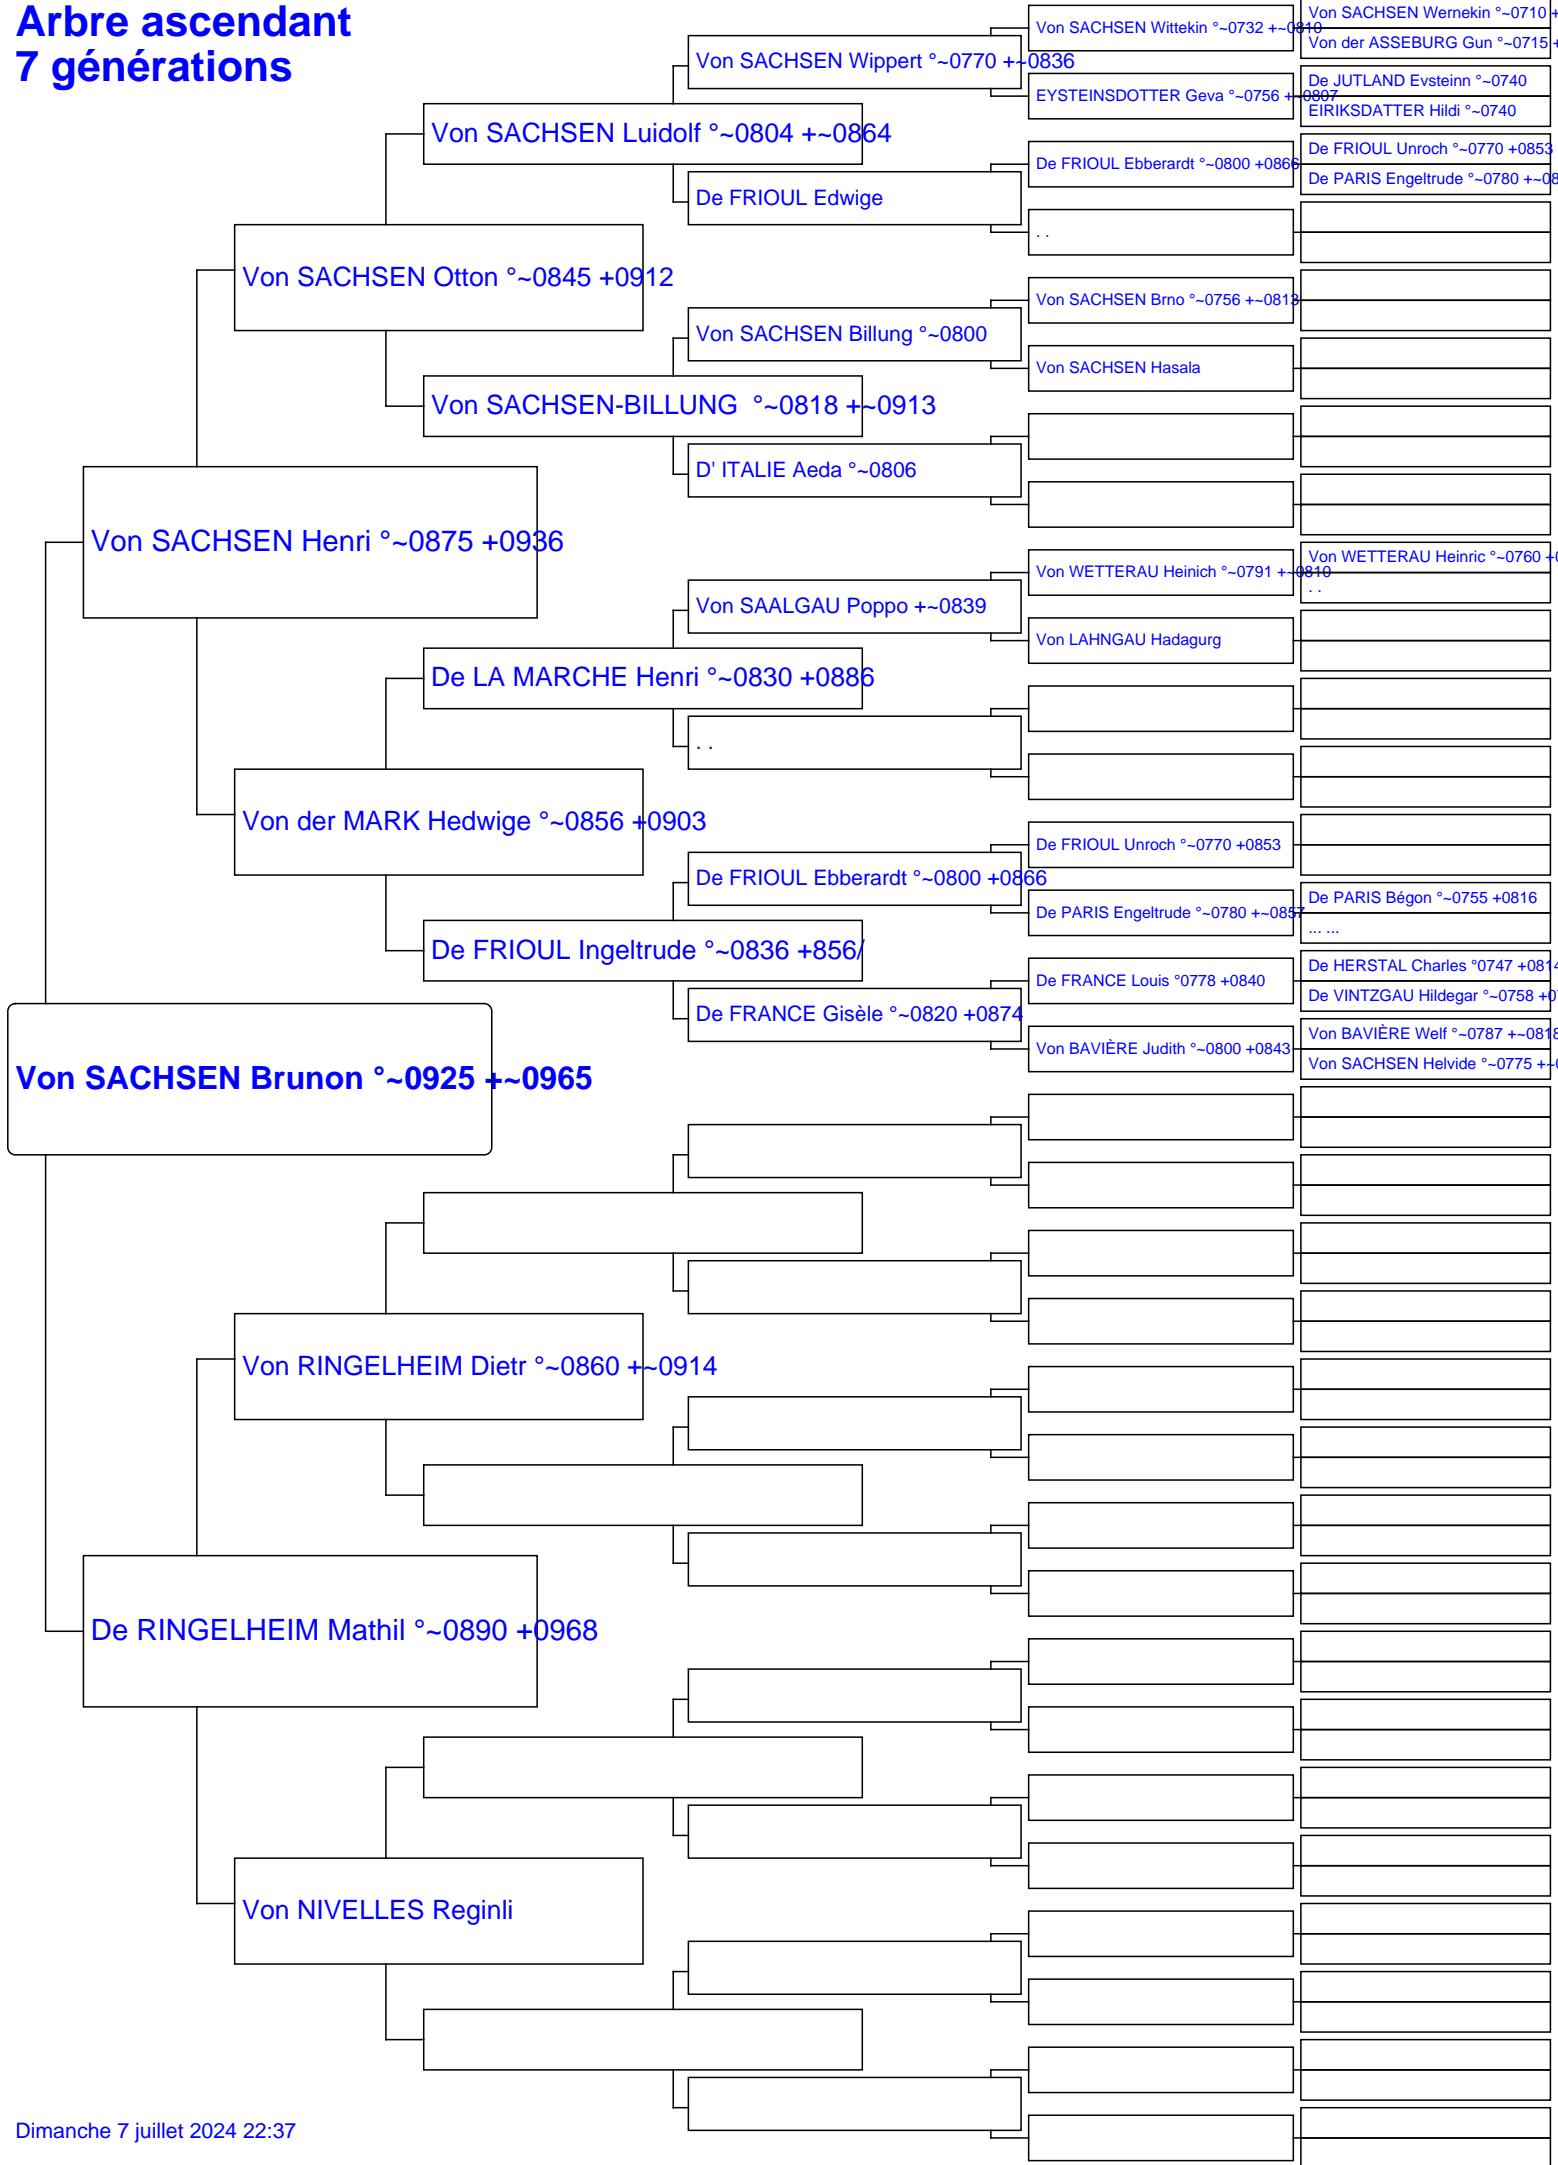 Arbre ascendant
7 générations
Von SACHSEN Brunon °~0925 +~0965
Von SACHSEN Henri °~0875 +0936
De RINGELHEIM Mathil °~0890 +0968
Von SACHSEN Otton °~0845 +0912
Von der MARK Hedwige °~0856 +0903
Von RINGELHEIM Dietr °~0860 +~0914
Von NIVELLES Reginli
Von SACHSEN Luidolf °~0804 +~0864
Von SACHSEN-BILLUNG °~0818 +~0913
De LA MARCHE Henri °~0830 +0886
De FRIOUL Ingeltrude °~0836 +856/
Von SACHSEN Wippert °~0770 +~0836
De FRIOUL Edwige
Von SACHSEN Billung °~0800
D' ITALIE Aeda °~0806
Von SAALGAU Poppo +~0839
. .
De FRIOUL Ebberardt °~0800 +0866
De FRANCE Gisèle °~0820 +0874
Von SACHSEN Wittekin °~0732 +~0810
EYSTEINSDOTTER Geva °~0756 +~0807
De FRIOUL Ebberardt °~0800 +0866
. .
Von SACHSEN Brno °~0756 +~0813
Von SACHSEN Hasala
Von WETTERAU Heinich °~0791 +~0810
Von LAHNGAU Hadagurg
De FRIOUL Unroch °~0770 +0853
De PARIS Engeltrude °~0780 +~0857
De FRANCE Louis °0778 +0840
Von BAVIÈRE Judith °~0800 +0843
Von SACHSEN Wernekin °~0710 +
Von der ASSEBURG Gun °~0715 +
De JUTLAND Evsteinn °~0740
EIRIKSDATTER Hildi °~0740
De FRIOUL Unroch °~0770 +0853
De PARIS Engeltrude °~0780 +~08
Von WETTERAU Heinric °~0760 +0
. .
De PARIS Bégon °~0755 +0816
... ...
De HERSTAL Charles °0747 +0814
De VINTZGAU Hildegar °~0758 +07
Von BAVIÈRE Welf °~0787 +~0818
Von SACHSEN Helvide °~0775 +~0
Dimanche 7 juillet 2024 22:37